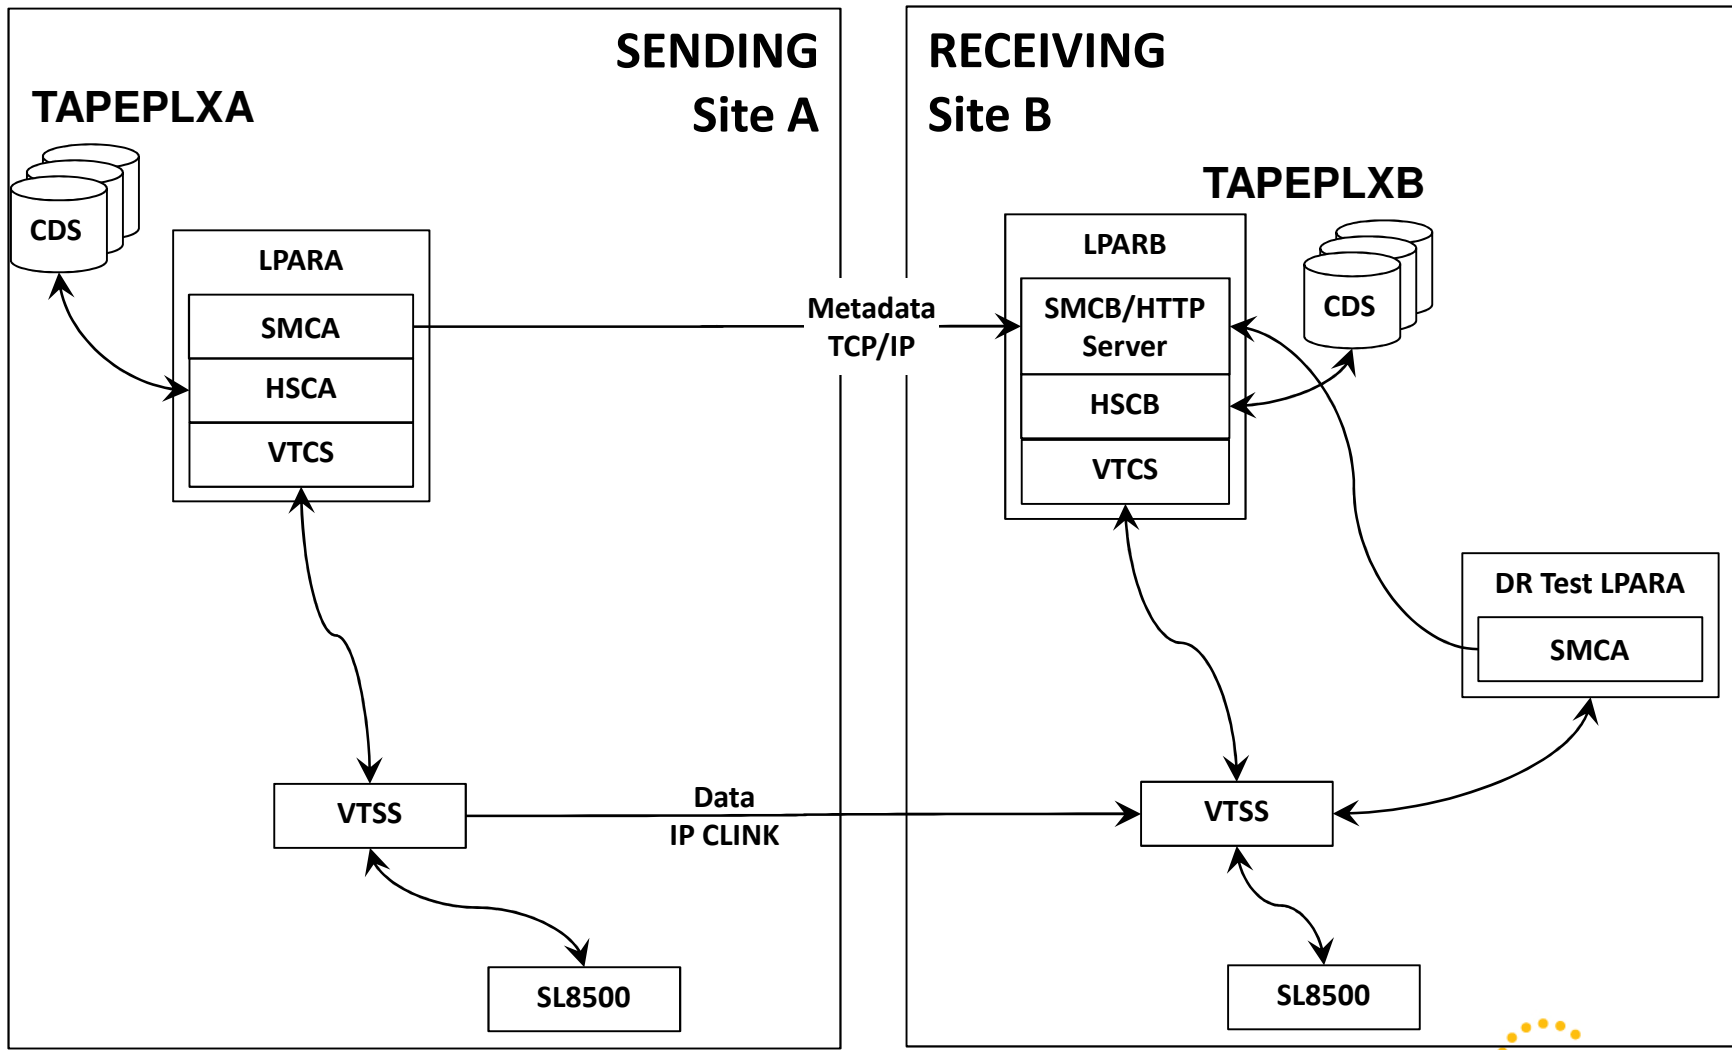 SENDING
Site A
TAPEPLXA
CDS
LPARA
SMCA
HSCA
VTCS
VTSS
SL8500
Metadata
TCP/IP
Data
IP CLINK
RECEIVING
Site B
TAPEPLXB
LPARB
SMCB/HTTP
Server
HSCB
VTCS
CDS
DR Test LPARA
SMCA
VTSS
SL8500